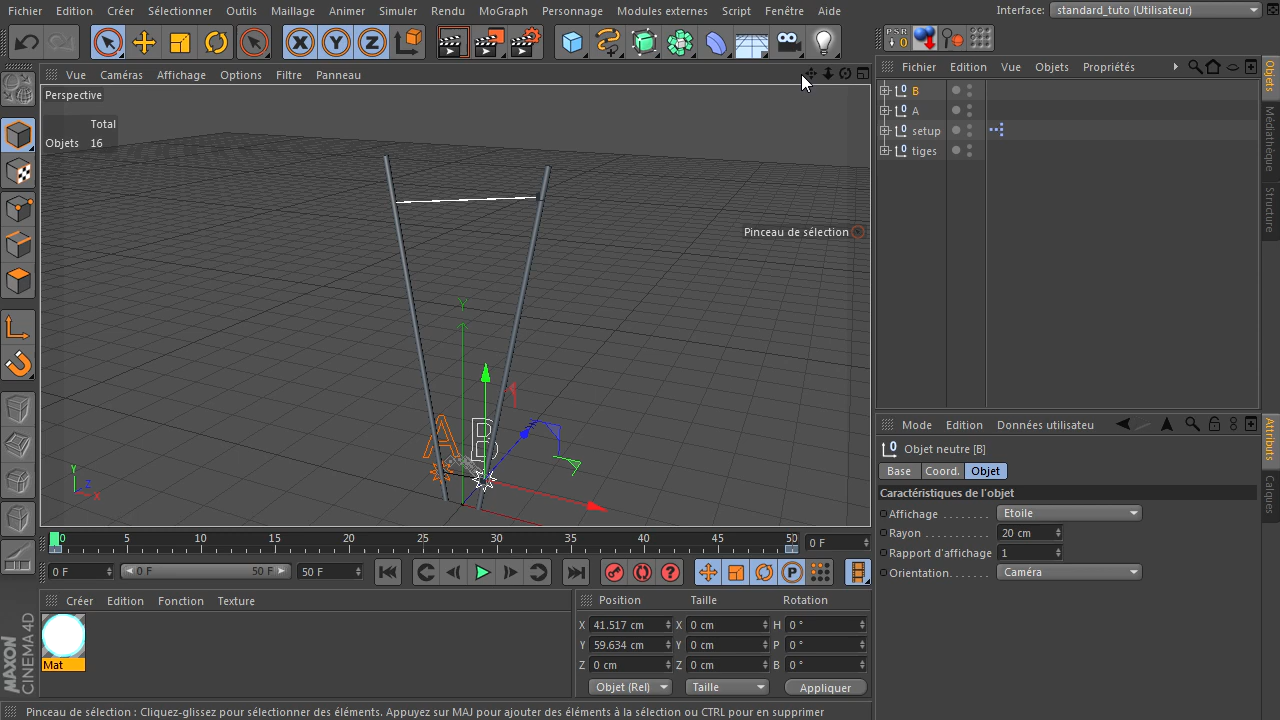 Fichier Edition Créer Sélectionner Outils Maillage Animer Simuler Rendu MoGraph Personnage Modules externes Script Fenêtre Aide Interface: standard_tuto (Utilisateur)
X Y Z PSR 0
Vue Caméras Affichage Options Filtre Panneau
Fichier Edition Vue Objets Propriétés
Perspective
Total
Objets 16
B
A
setup
tiges
Pinceau de sélection
Objets
Médiathèque
Structure
Y
A B
Y Z X
Mode Edition Données utilisateu
Objet neutre [B]
Base Coord. Objet
Caractéristiques de l'objet
Affichage Etoile
Rayon 20 cm
Rapport d'affichage 1
Orientation Caméra
Attributs
Calques
0 5 10 15 20 25 30 35 40 45 50 0 F
0 F 0 F 50 F 50 F P
Créer Edition Fonction Texture
Mat
Position Taille Rotation
X 41.517 cm X 0 cm H 0 °
Y 59.634 cm Y 0 cm P 0 °
Z 0 cm Z 0 cm B 0 °
Objet (Rel) Taille Appliquer
MAXON CINEMA 4D
Pinceau de sélection : Cliquez-glissez pour sélectionner des éléments. Appuyez sur MAJ pour ajouter des éléments à la sélection ou CTRL pour en supprimer